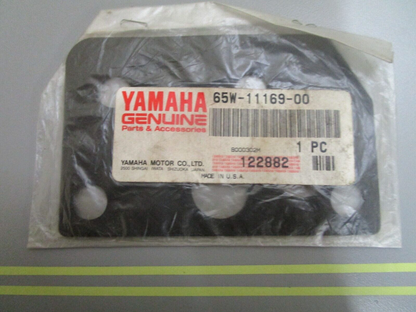 YAMAHA 65W-11169-00
GENUINE
Parts & Accessories
1 PC
YAMAHA MOTOR CO., LTD. 122882
MADE IN U.S.A.